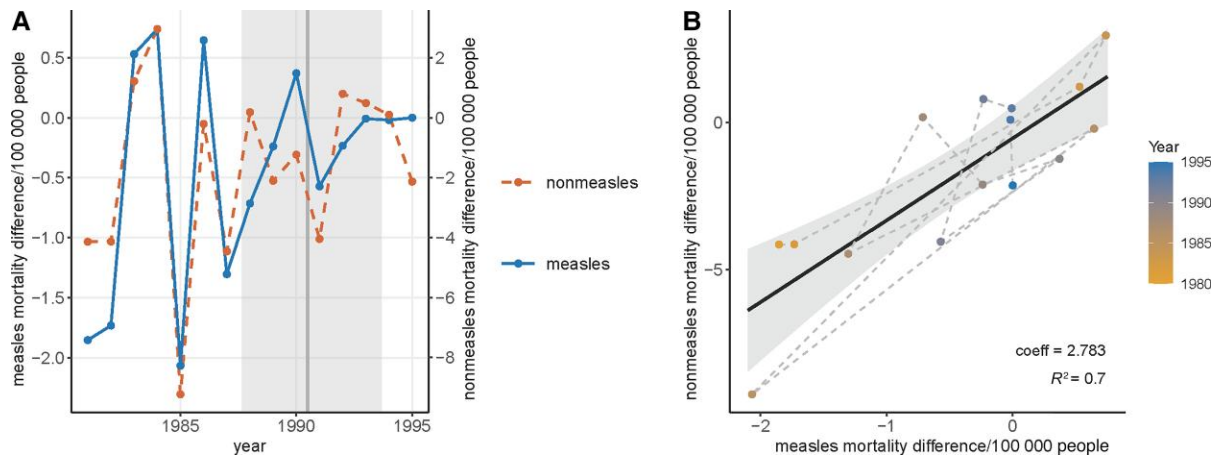 A
measles mortality difference/100 000 people
0.5
0.0
−0.5
−1.0
−1.5
−2.0
2
0
−2
−4
−6
−8
nonmeasles mortality difference/100 000 people
1985
1990
1995
year
nonmeasles
measles
B
nonmeasles mortality difference/100 000 people
0
−5
−2
−1
0
measles mortality difference/100 000 people
coeff = 2.783
R² = 0.7
Year
1995
1990
1985
1980